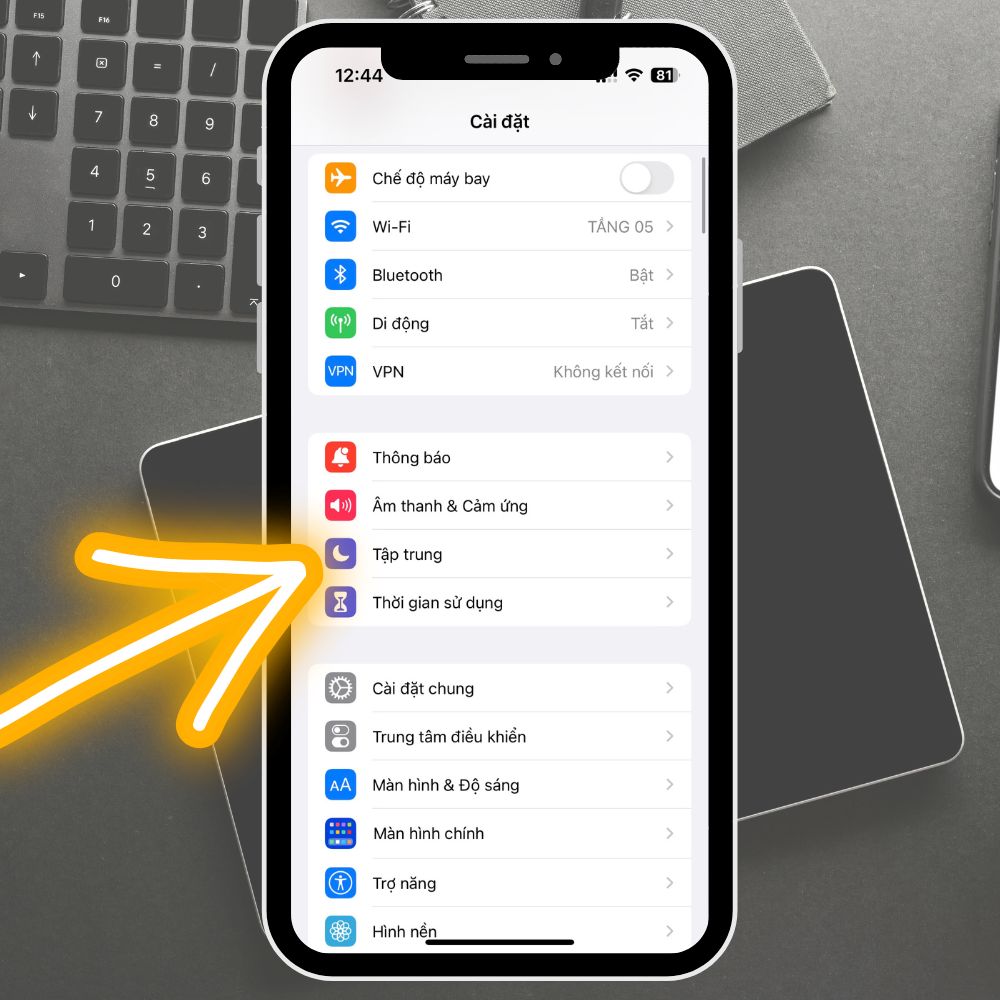 F15
F16
=
/
7
8
9
4
5
6
1
2
3
0
.
12:44
81
Cài đặt
Chế độ máy bay
Wi-Fi
TẦNG 05
Bluetooth
Bật
Di động
Tắt
VPN
VPN
Không kết nối
Thông báo
Âm thanh & Cảm ứng
Tập trung
Thời gian sử dụng
Cài đặt chung
Trung tâm điều khiển
AA
Màn hình & Độ sáng
Màn hình chính
Trợ năng
Hình nền